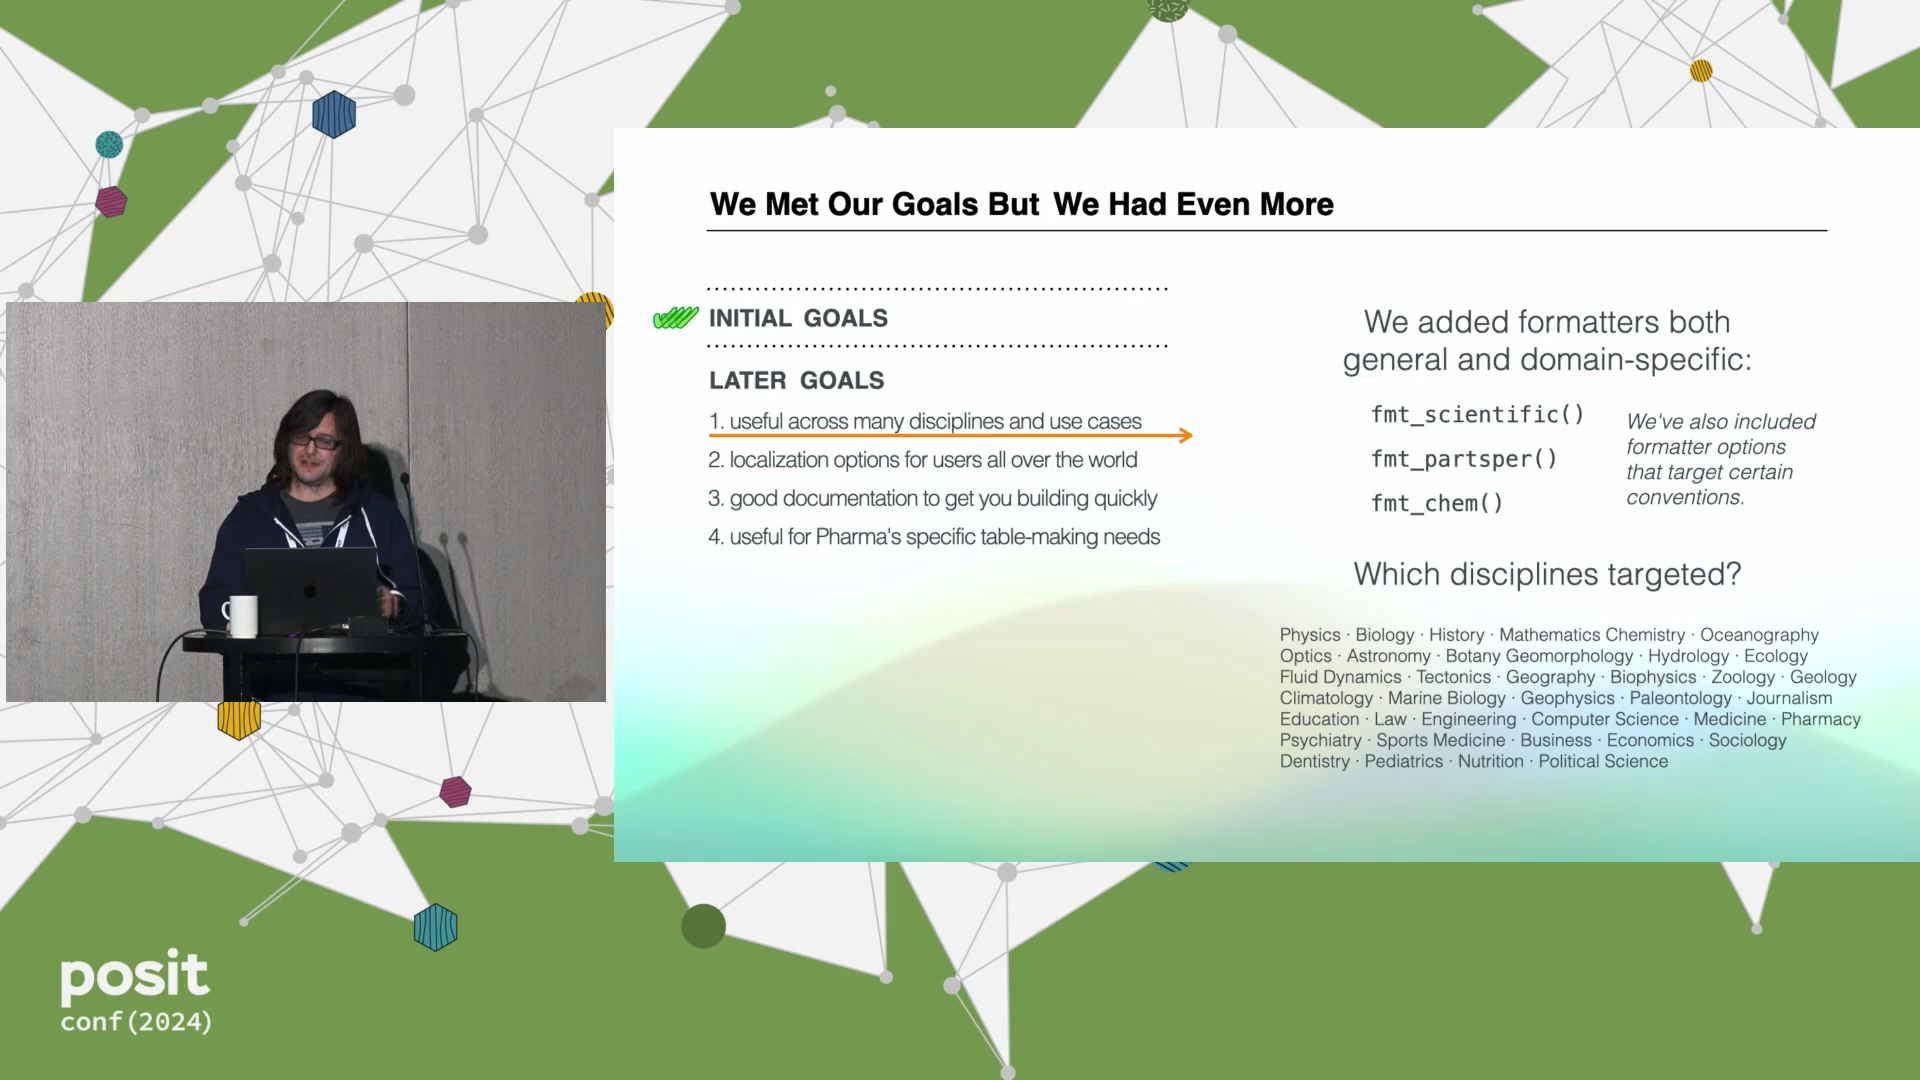 We Met Our Goals But We Had Even More
INITIAL GOALS
LATER GOALS
1. useful across many disciplines and use cases
2. localization options for users all over the world
3. good documentation to get you building quickly
4. useful for Pharma's specific table-making needs
We added formatters both
general and domain-specific:
fmt_scientific()
fmt_partsper()
fmt_chem()
We've also included
formatter options
that target certain
conventions.
Which disciplines targeted?
Physics · Biology · History · Mathematics Chemistry · Oceanography
Optics · Astronomy · Botany Geomorphology · Hydrology · Ecology
Fluid Dynamics · Tectonics · Geography · Biophysics · Zoology · Geology
Climatology · Marine Biology · Geophysics · Paleontology · Journalism
Education · Law · Engineering · Computer Science · Medicine · Pharmacy
Psychiatry · Sports Medicine · Business · Economics · Sociology
Dentistry · Pediatrics · Nutrition · Political Science
posit
conf(2024)